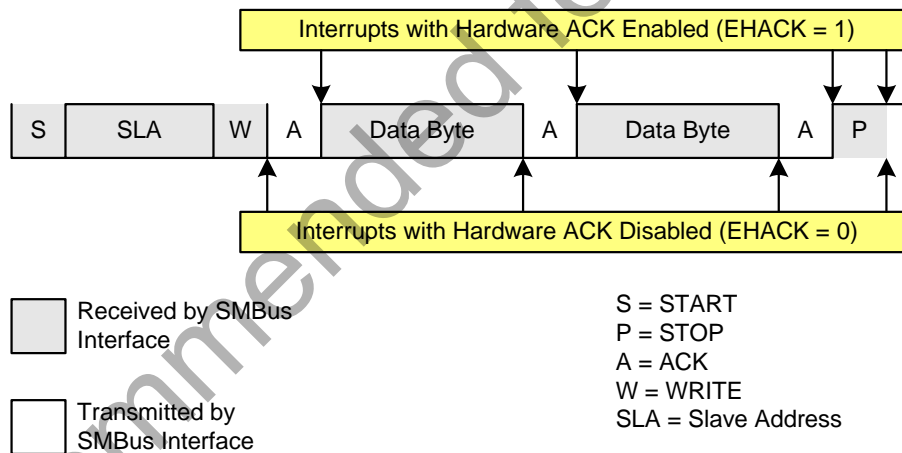 Interrupts with Hardware ACK Enabled (EHACK = 1)
S SLA W A Data Byte A Data Byte A P
Interrupts with Hardware ACK Disabled (EHACK = 0)
Received by SMBus
Interface
Transmitted by
SMBus Interface
S = START
P = STOP
A = ACK
W = WRITE
SLA = Slave Address